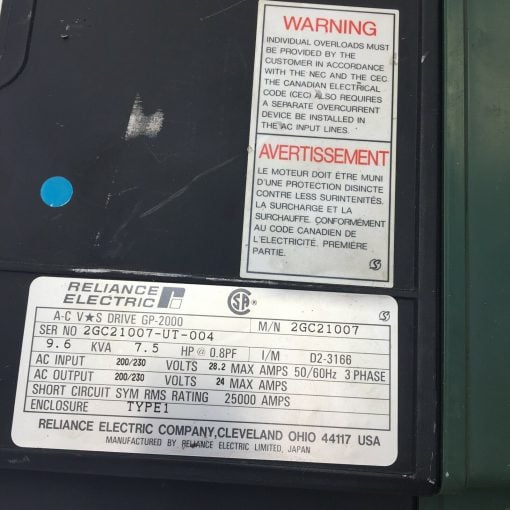 WARNING
INDIVIDUAL OVERLOADS MUST
BE PROVIDED BY THE
CUSTOMER IN ACCORDANCE
WITH THE NEC AND THE CEC
THE CANADIAN ELECTRICAL
CODE (CEC) ALSO REQUIRES
A SEPARATE OVERCURRENT
DEVICE BE INSTALLED IN
THE AC INPUT LINES.
AVERTISSEMENT
LE MOTEUR DOIT ÉTRE MUNI
D'UNE PROTECTION DISINCTE
CONTRE LESS SURINTENITÉS.
LA SURCHARGE ET LA
SURCHAUFFE. CONFORMÉMENT
AU CODE CANADIEN DE
L'ELECTRICITÉ. PREMIÈRE
PARTIE.
RELIANCE
ELECTRIC
A-C V★S DRIVE GP-2000
M/N 2GC21007
SER NO 2GC21007-UT-004
9.6 KVA 7.5 HP @ 0.8PF I/M D2-3166
AC INPUT 200/230 VOLTS 28.2 MAX AMPS 50/60Hz 3 PHASE
AC OUTPUT 200/230 VOLTS 24 MAX AMPS
SHORT CIRCUIT SYM RMS RATING 25000 AMPS
ENCLOSURE TYPE1
RELIANCE ELECTRIC COMPANY,CLEVELAND OHIO 44117 USA
MANUFACTURED BY RELIANCE ELECTRIC LIMITED, JAPAN